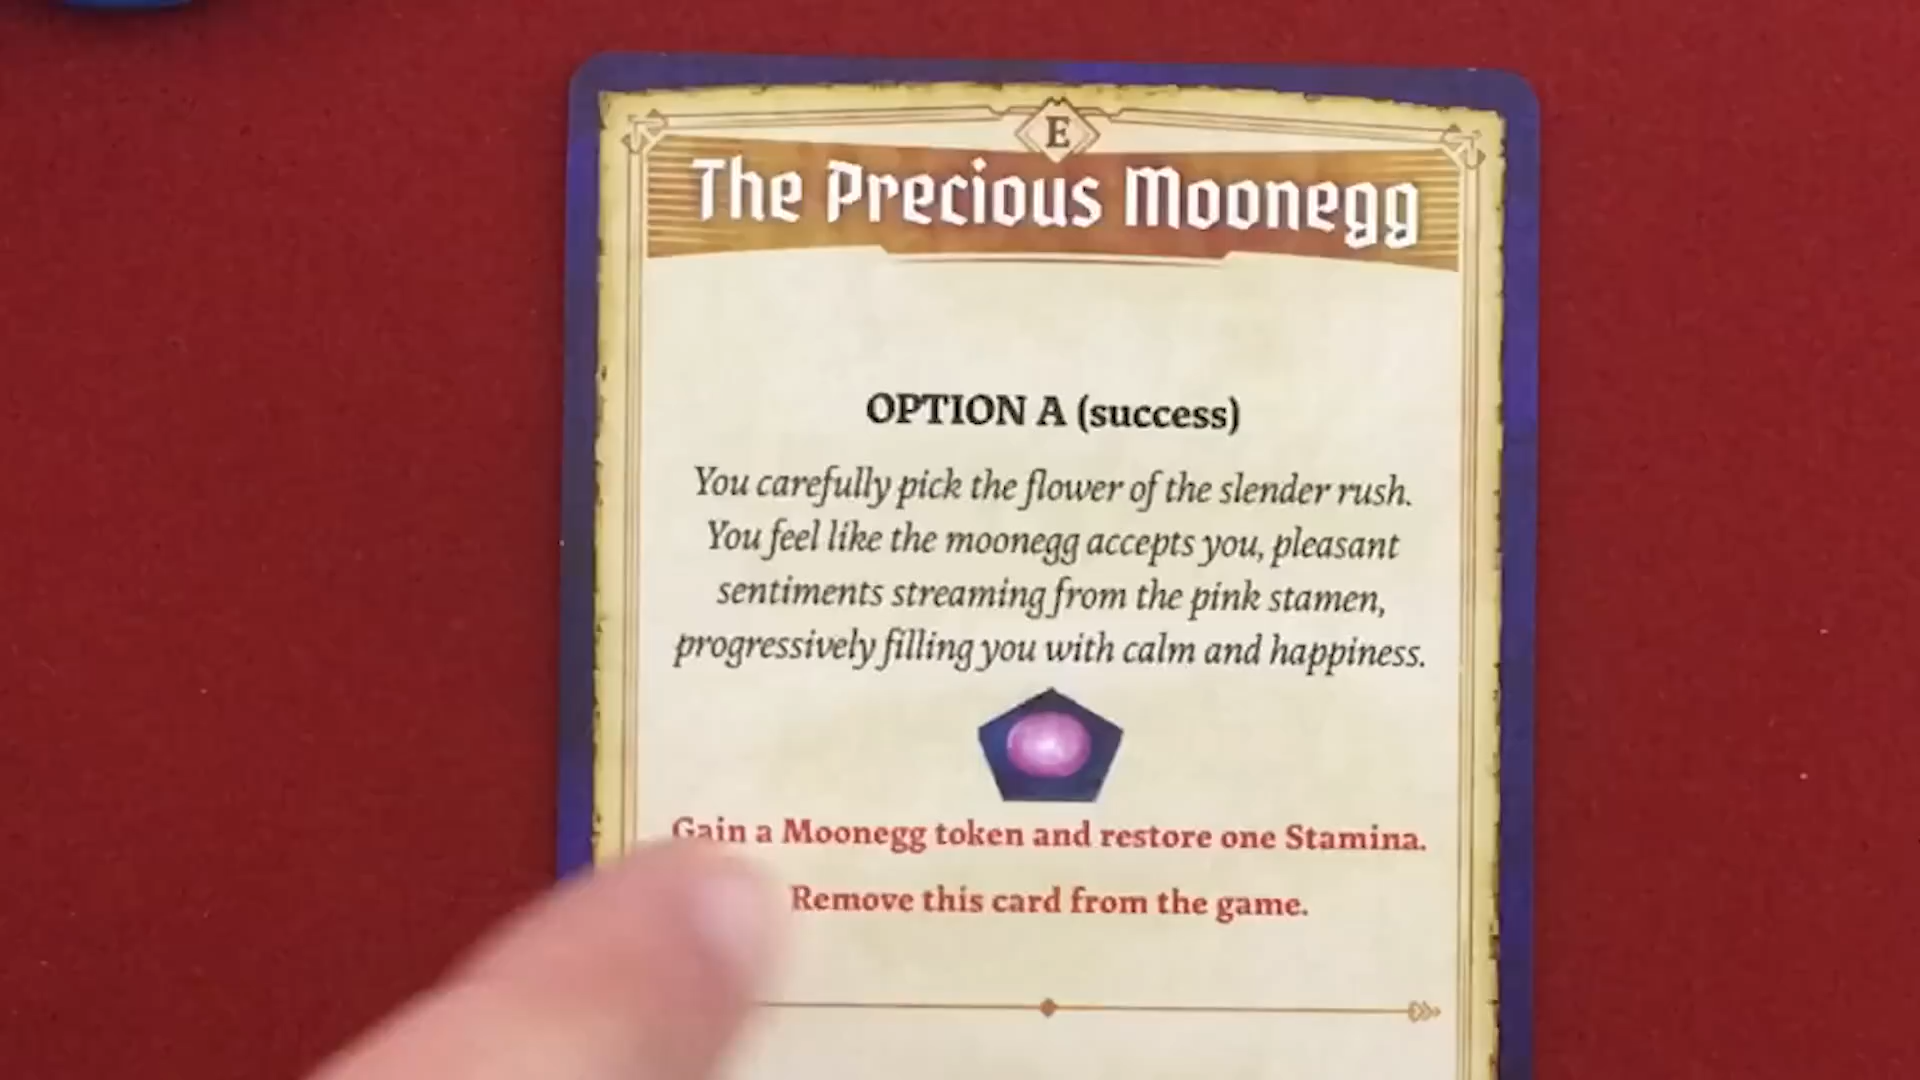 E
The Precious Moonegg
OPTION A (success)
You carefully pick the flower of the slender rush.
You feel like the moonegg accepts you, pleasant
sentiments streaming from the pink stamen,
progressively filling you with calm and happiness.
Gain a Moonegg token and restore one Stamina.
Remove this card from the game.